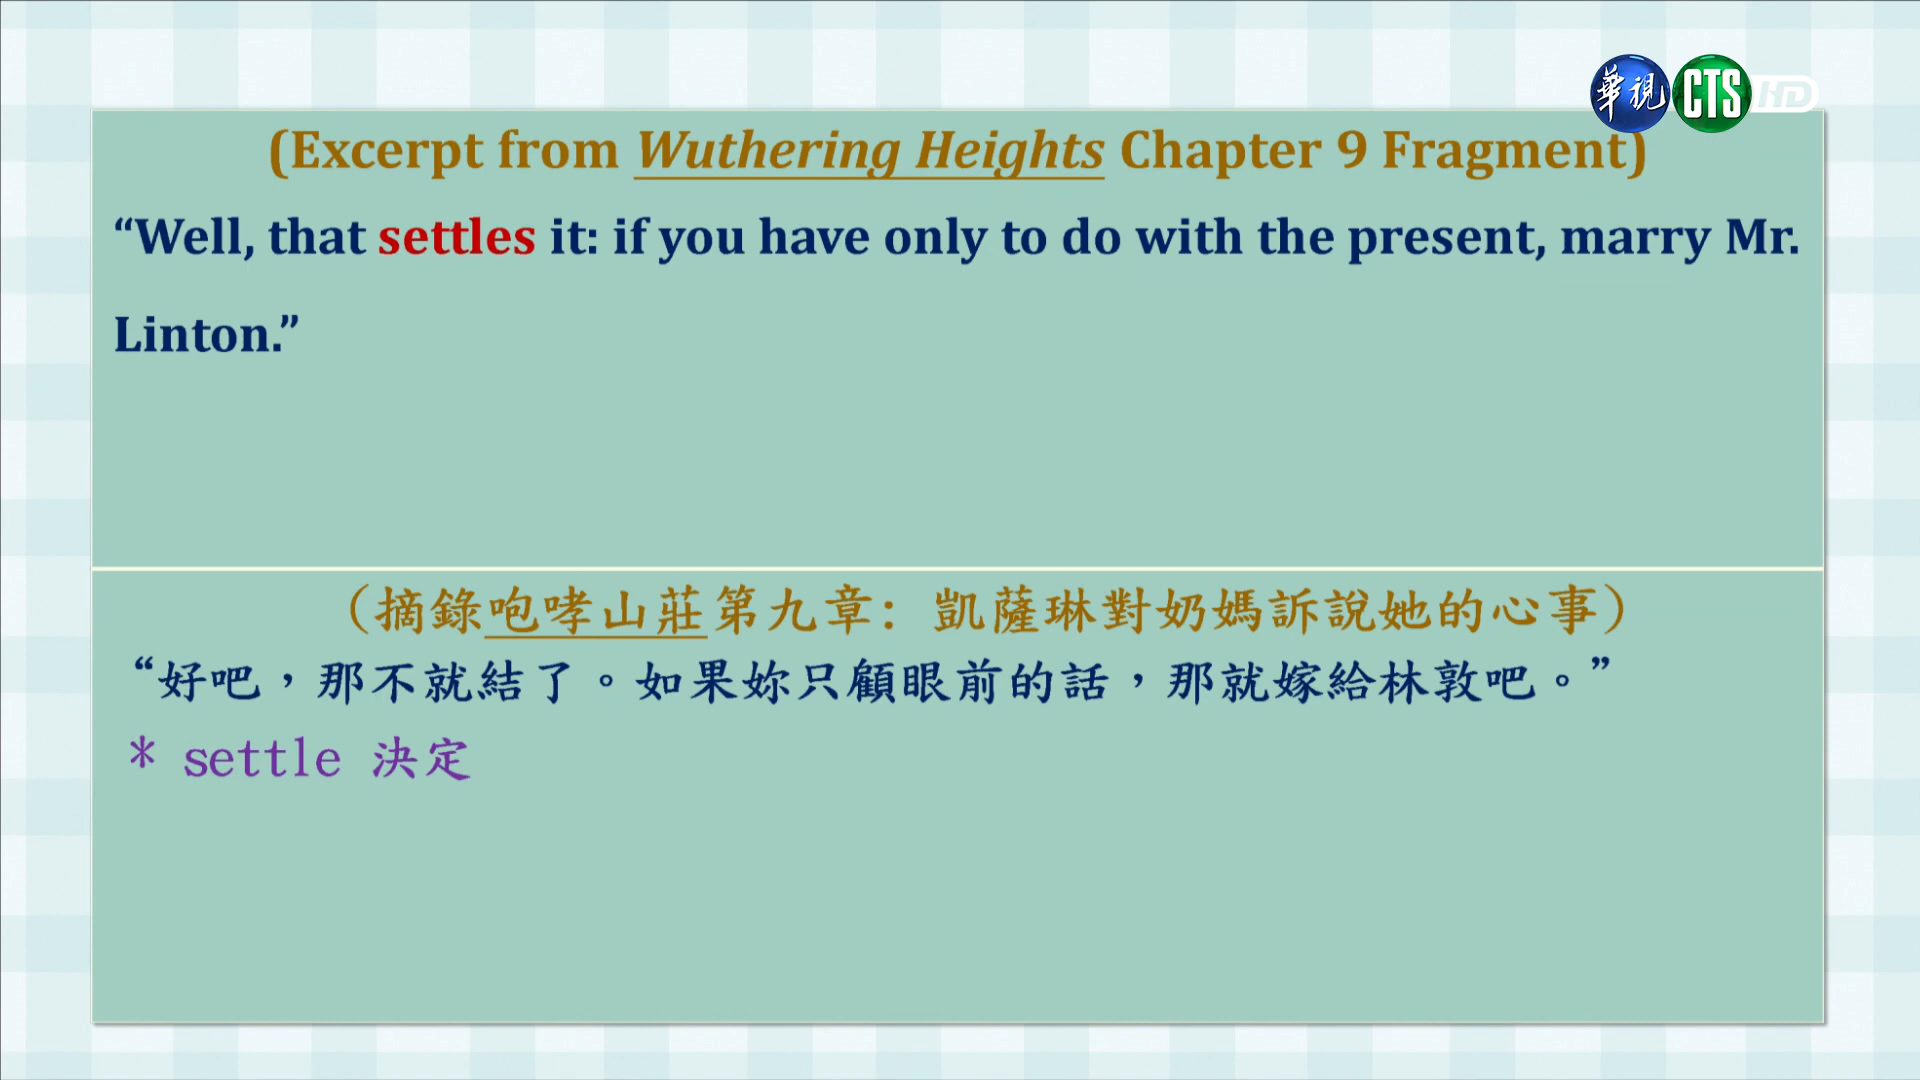 華視 CTS HD
(Excerpt from Wuthering Heights Chapter 9 Fragment)
“Well, that settles it: if you have only to do with the present, marry Mr.
Linton.”
（摘錄咆哮山莊第九章：凱薩琳對奶媽訴說她的心事）
“好吧，那不就結了。如果妳只顧眼前的話，那就嫁給林敦吧。”
* settle 決定